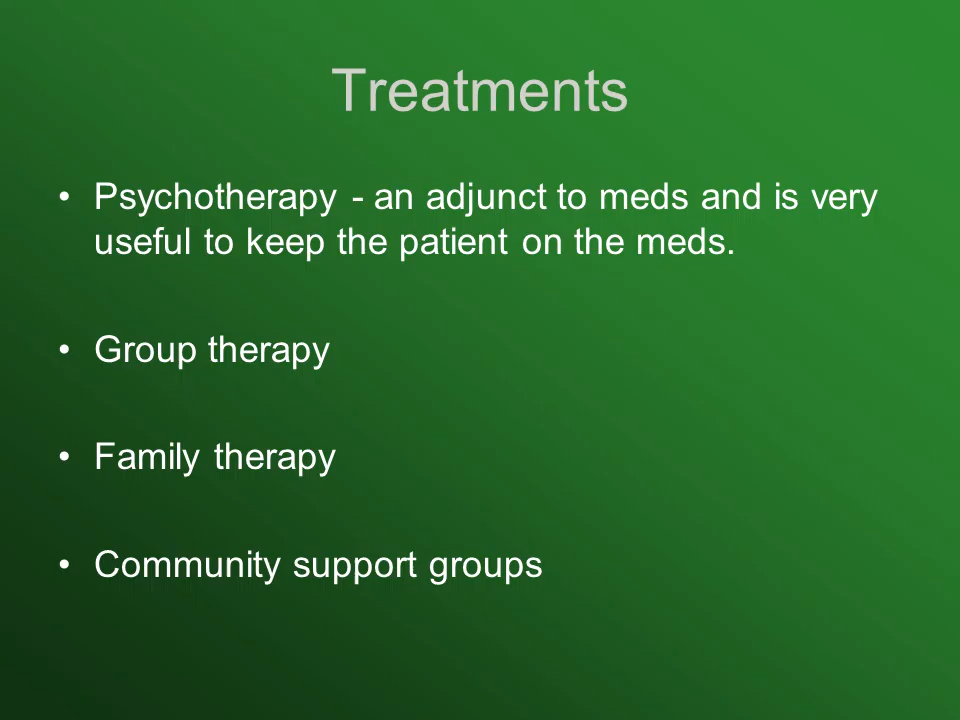 Treatments
• Psychotherapy - an adjunct to meds and is very
useful to keep the patient on the meds.
• Group therapy
• Family therapy
• Community support groups